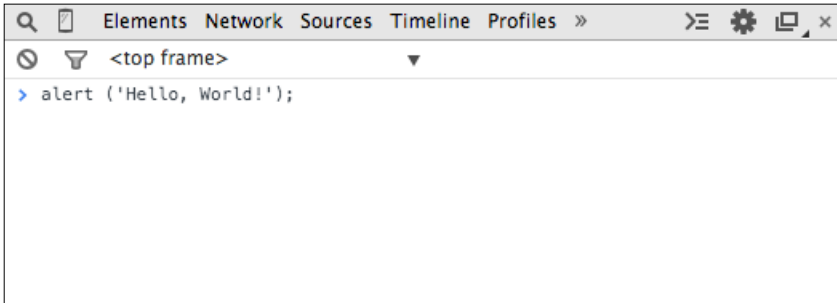 Elements Network Sources Timeline Profiles »
<top frame> ▼
> alert ('Hello, World!');